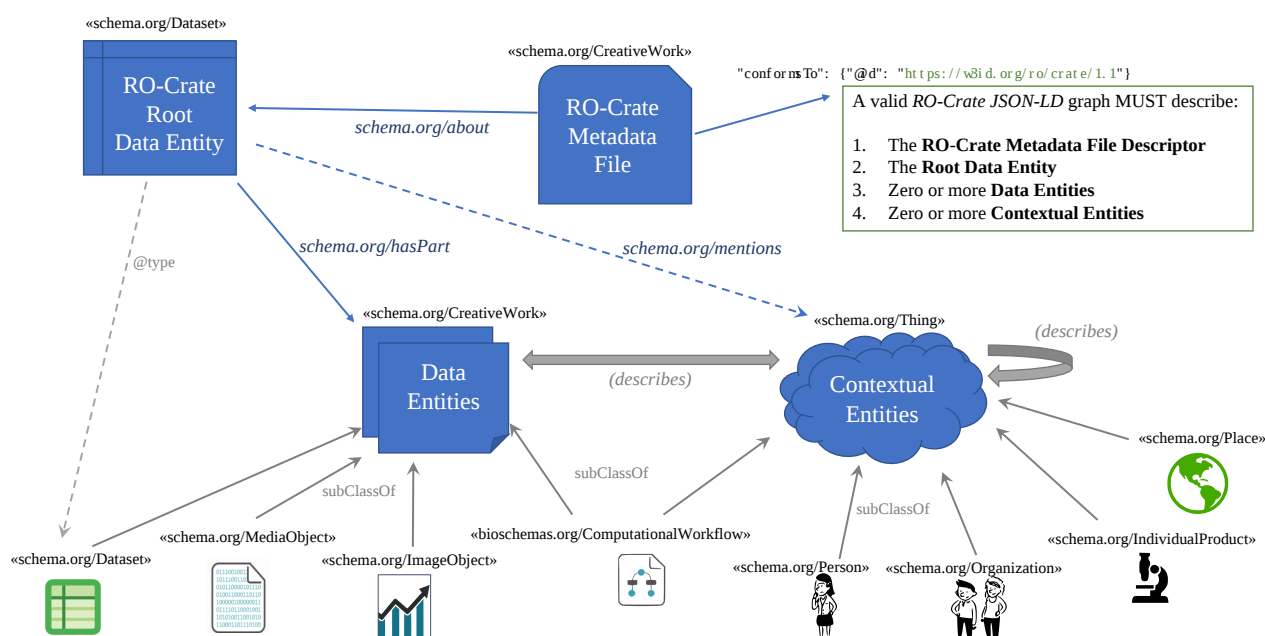 «schema.org/Dataset»
RO-Crate
Root
Data Entity
«schema.org/CreativeWork»
RO-Crate
Metadata
File
schema.org/about
"conformsTo": {"@id": "https://w3id.org/ro/crate/1.1"}
A valid RO-Crate JSON-LD graph MUST describe:
1. The RO-Crate Metadata File Descriptor
2. The Root Data Entity
3. Zero or more Data Entities
4. Zero or more Contextual Entities
schema.org/hasPart
schema.org/mentions
@type
«schema.org/CreativeWork»
Data
Entities
(describes)
«schema.org/Thing»
Contextual
Entities
(describes)
«schema.org/Place»
subClassOf
subClassOf
subClassOf
«schema.org/Dataset»
«schema.org/MediaObject»
«schema.org/ImageObject»
«bioschemas.org/ComputationalWorkflow»
«schema.org/Person»
«schema.org/Organization»
«schema.org/IndividualProduct»